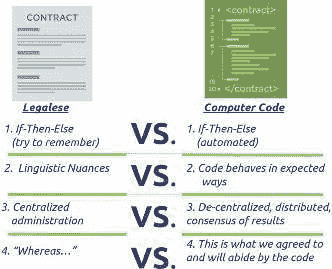 CONTRACT
<contract>
</contract>
Legalese
Computer Code
1. If-Then-Else
(try to remember)
VS.
1. If-Then-Else
(automated)
2. Linguistic Nuances
VS.
2. Code behaves in expected
ways
3. Centralized
administration
VS.
3. De-centralized, distributed,
consensus of results
4. “Whereas…”
VS.
4. This is what we agreed to
and will abide by the code